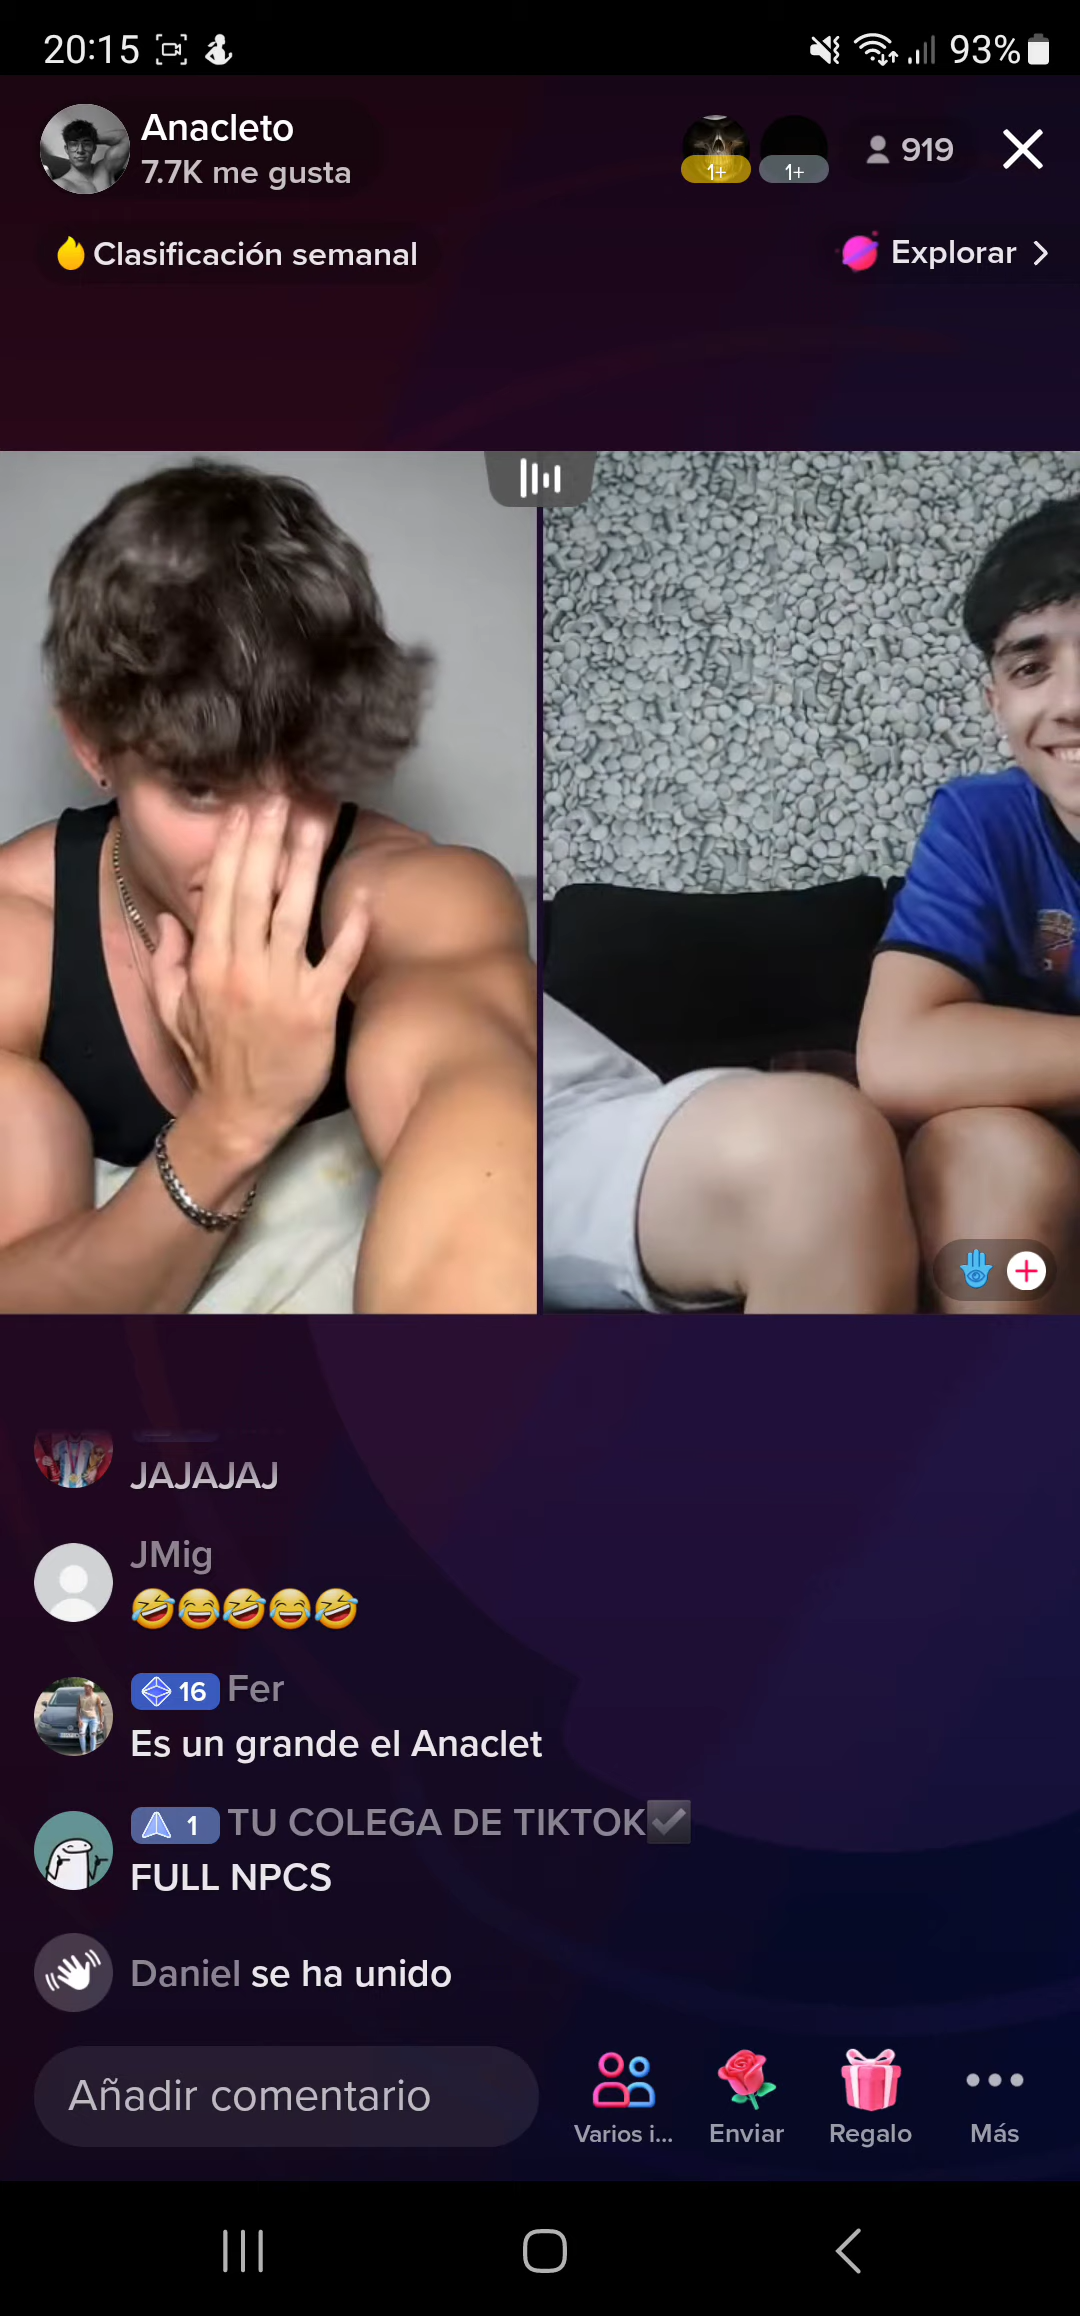 20:15
93%
Anacleto
7.7K me gusta
1+
1+
919
Clasificación semanal
Explorar
JAJAJAJ
JMig
🤣😂🤣😂🤣
16 Fer
Es un grande el Anaclet
1 TU COLEGA DE TIKTOK
FULL NPCS
Daniel se ha unido
Añadir comentario
Varios i...
Enviar
Regalo
Más